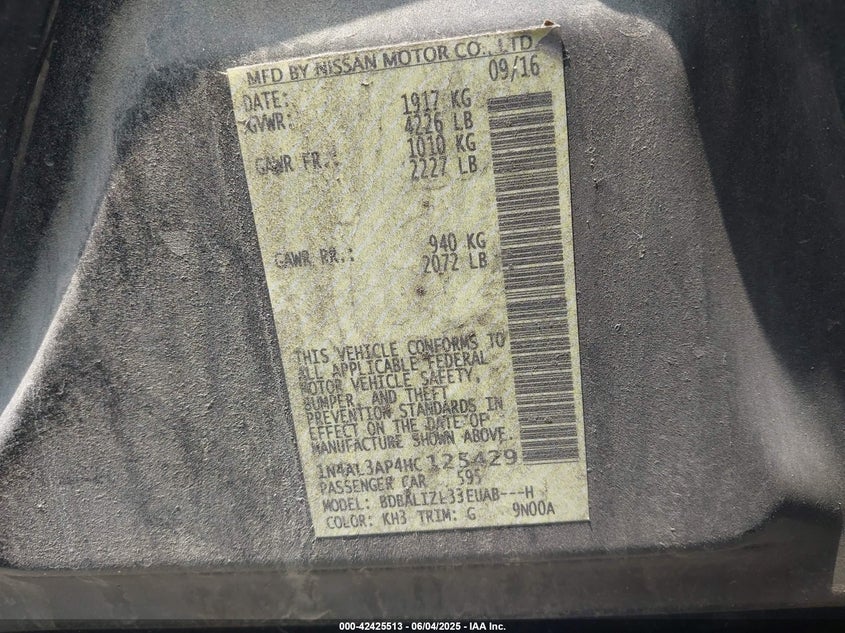 MFD BY NISSAN MOTOR CO., LTD
DATE: 09/16
GVWR: 1917 KG
4226 LB
GAWR FR.: 1010 KG
2227 LB
GAWR RR.: 940 KG
2072 LB
THIS VEHICLE CONFORMS TO
ALL APPLICABLE FEDERAL
MOTOR VEHICLE SAFETY,
BUMPER, AND THEFT
PREVENTION STANDARDS IN
EFFECT ON THE DATE OF
MANUFACTURE SHOWN ABOVE.
1N4AL3AP4HC125429
PASSENGER CAR 595
MODEL: BDBALIZL33EUAB---H
COLOR: KH3 TRIM: G 9N00A
000-42425513 - 06/04/2025 - IAA Inc.